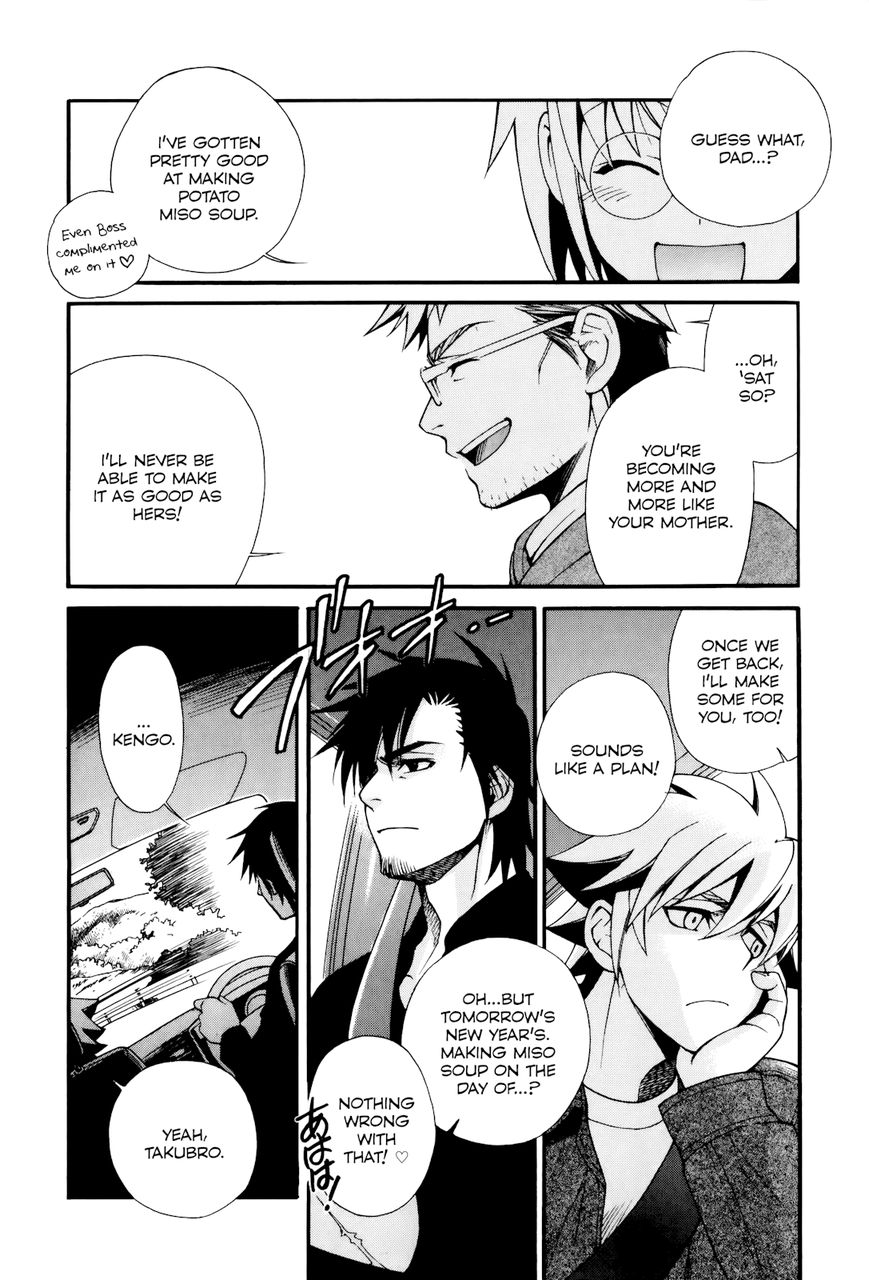 GUESS WHAT,
DAD...?
I'VE GOTTEN
PRETTY GOOD
AT MAKING
POTATO
MISO SOUP.
Even Boss
complimented
me on it ♡
...OH,
'SAT
SO?
YOU'RE
BECOMING
MORE AND
MORE LIKE
YOUR MOTHER.
I'LL NEVER BE
ABLE TO MAKE
IT AS GOOD AS
HERS!
ONCE WE
GET BACK,
I'LL MAKE
SOME FOR
YOU, TOO!
SOUNDS
LIKE A PLAN!
ブオオ...
OH...BUT
TOMORROW'S
NEW YEAR'S.
MAKING MISO
SOUP ON THE
DAY OF...?
NOTHING
WRONG
WITH
THAT! ♡
あはは!
...
KENGO.
YEAH,
TAKUBRO.